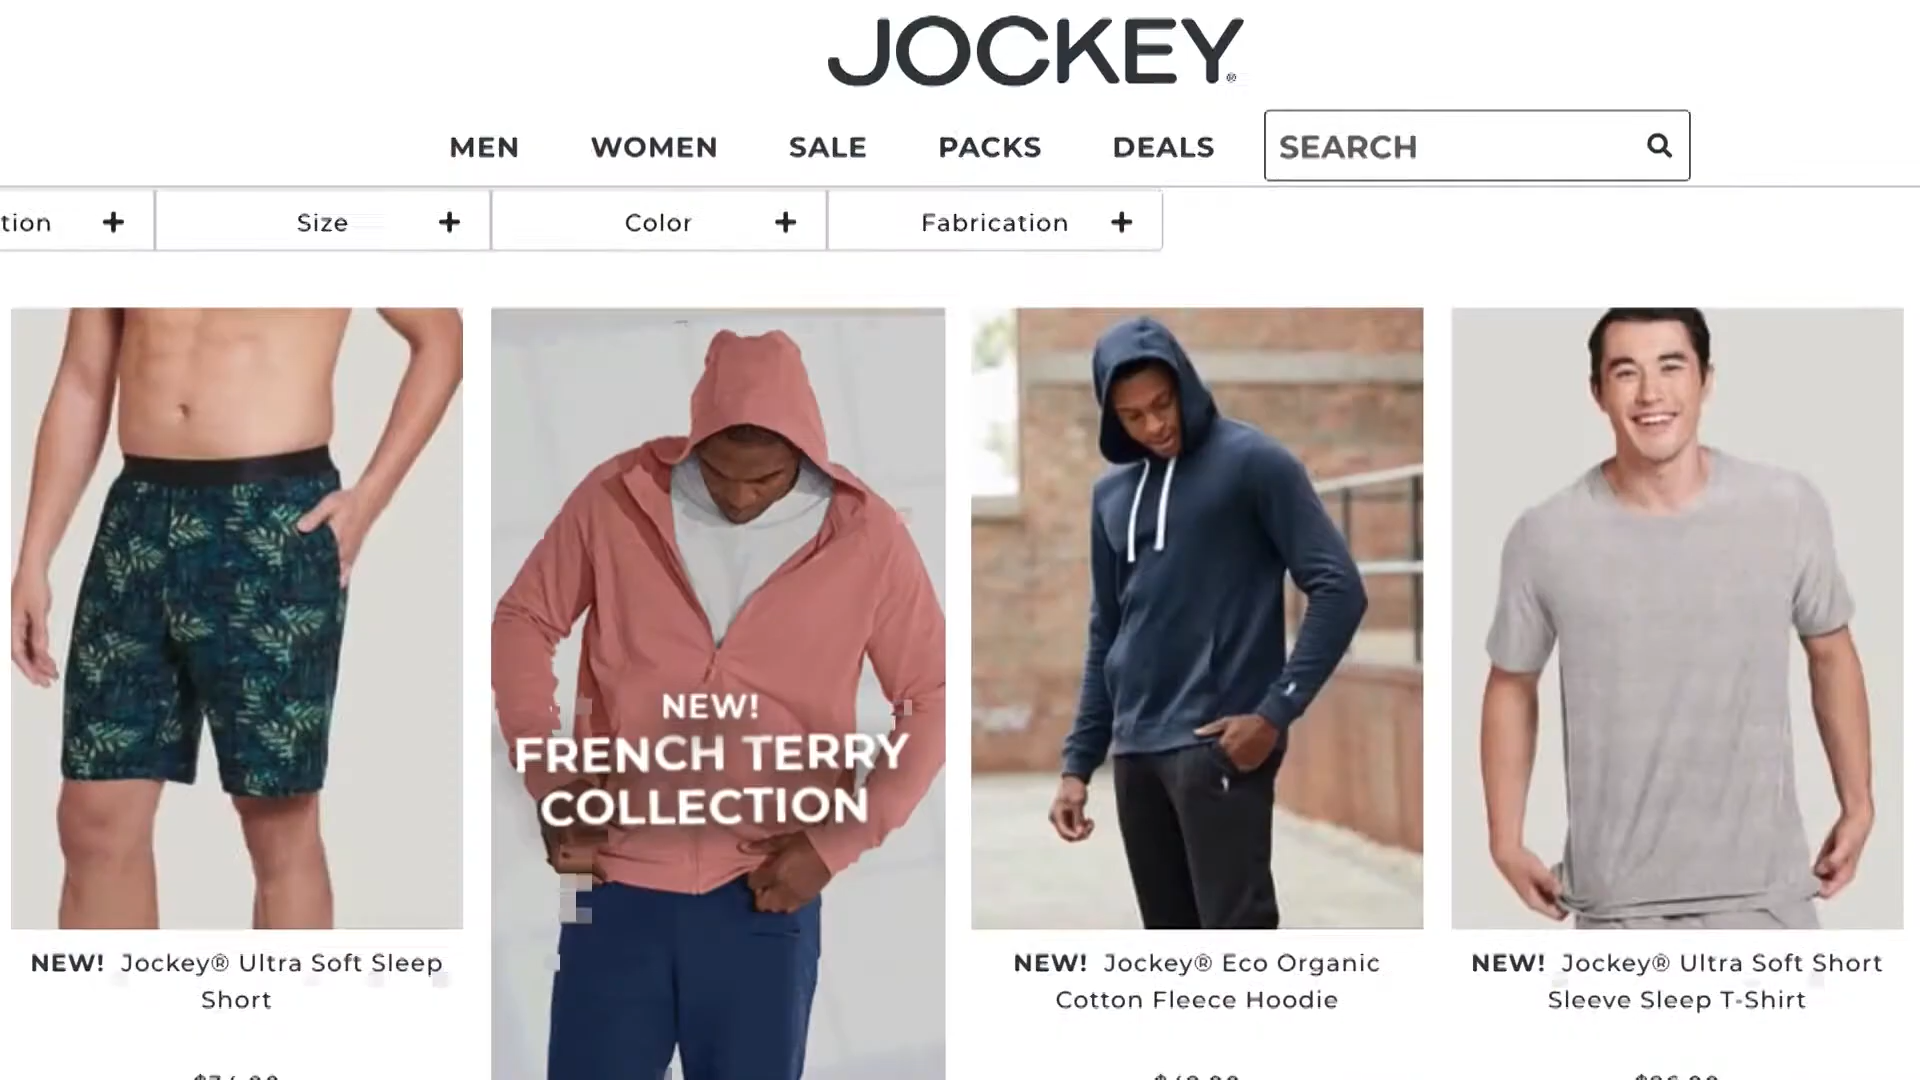 JOCKEY®
MEN WOMEN SALE PACKS DEALS SEARCH
tion + Size + Color + Fabrication +
NEW!
FRENCH TERRY
COLLECTION
NEW! Jockey® Ultra Soft Sleep
Short
NEW! Jockey® Eco Organic
Cotton Fleece Hoodie
NEW! Jockey® Ultra Soft Short
Sleeve Sleep T-Shirt